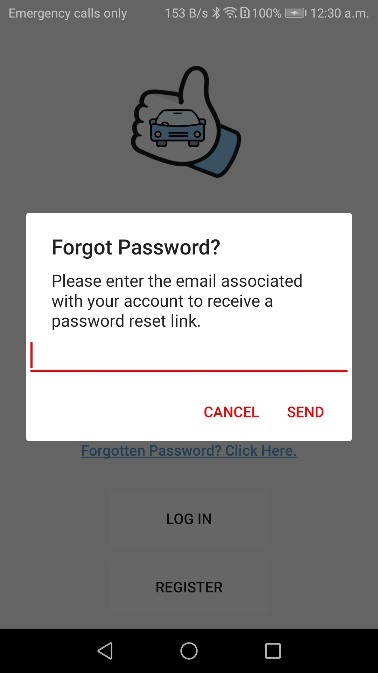 Emergency calls only 153 B/s 100% 12:30 a.m.
Forgot Password?
Please enter the email associated
with your account to receive a
password reset link.
CANCEL SEND
Forgotten Password? Click Here.
LOG IN
REGISTER